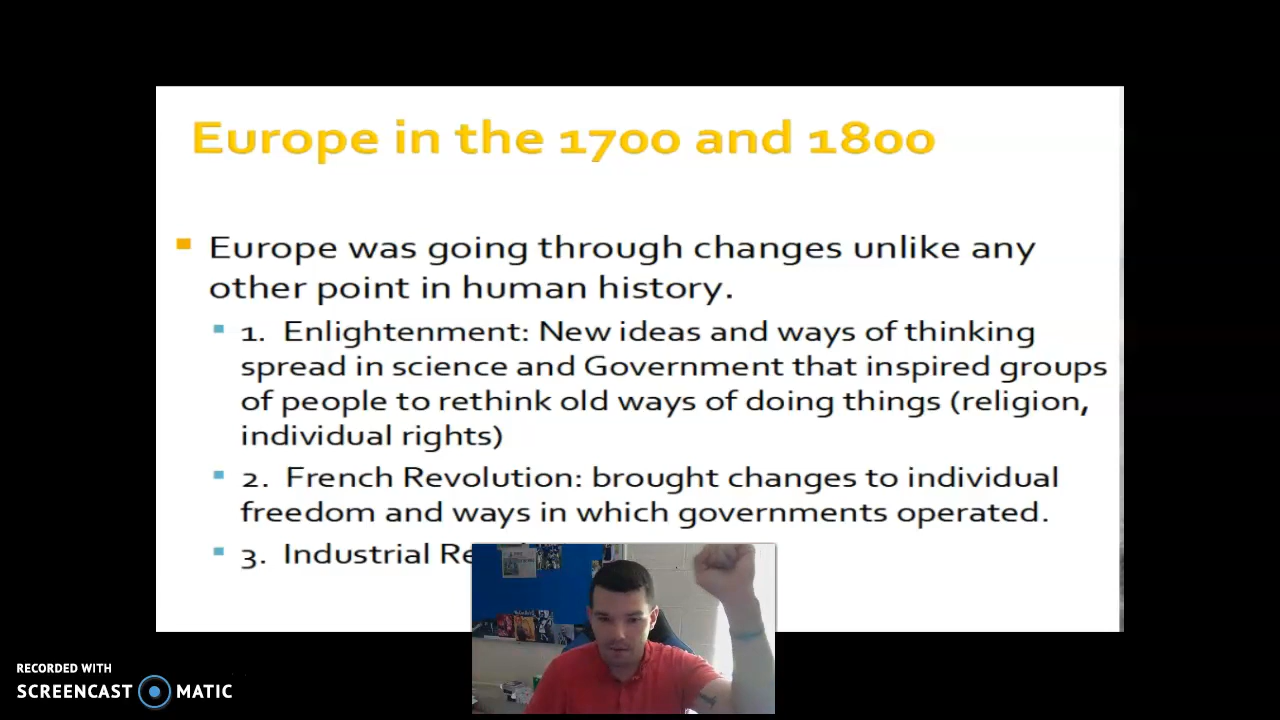 Europe in the 1700 and 1800
Europe was going through changes unlike any
other point in human history.
1. Enlightenment: New ideas and ways of thinking
spread in science and Government that inspired groups
of people to rethink old ways of doing things (religion,
individual rights)
2. French Revolution: brought changes to individual
freedom and ways in which governments operated.
3. Industrial Re
RECORDED WITH
SCREENCAST MATIC